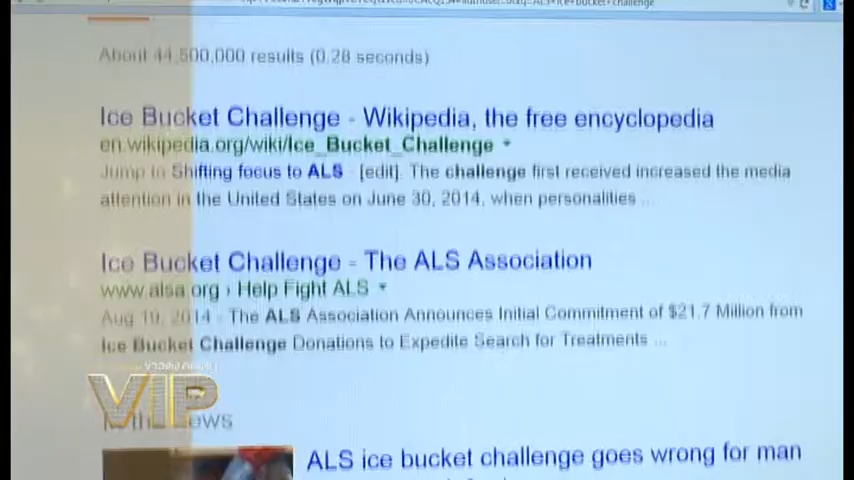 About 44,500,000 results (0.28 seconds)
Ice Bucket Challenge - Wikipedia, the free encyclopedia
en.wikipedia.org/wiki/Ice_Bucket_Challenge
Jump to Shifting focus to ALS - [edit]. The challenge first received increased the media
attention in the United States on June 30, 2014, when personalities ...
Ice Bucket Challenge - The ALS Association
www.alsa.org › Help Fight ALS
Aug 19, 2014 - The ALS Association Announces Initial Commitment of $21.7 Million from
Ice Bucket Challenge Donations to Expedite Search for Treatments ...
VIP
News
ALS ice bucket challenge goes wrong for man